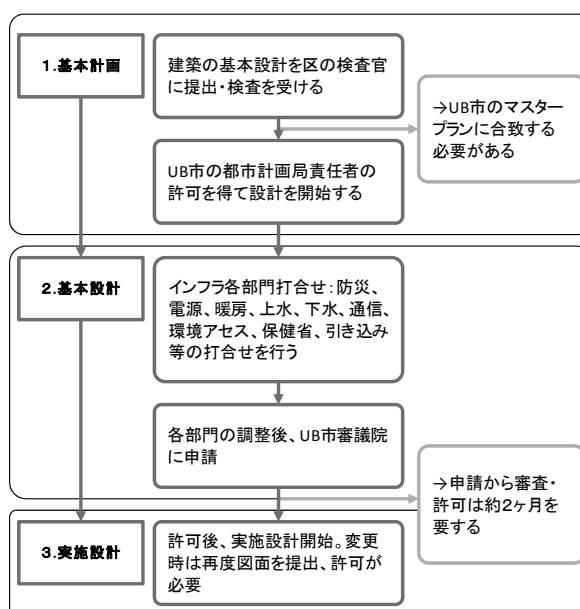 1.基本計画
建築の基本設計を区の検査官
に提出・検査を受ける
→UB市のマスター
プランに合致する
必要がある
UB市の都市計画局責任者の
許可を得て設計を開始する
2.基本設計
インフラ各部門打合せ：防災、
電源、暖房、上水、下水、通信、
環境アセス、保健省、引き込み
等の打合せを行う
各部門の調整後、UB市審議院
に申請
→申請から審査・
許可は約２ヶ月を
要する
3.実施設計
許可後、実施設計開始。変更
時は再度図面を提出、許可が
必要